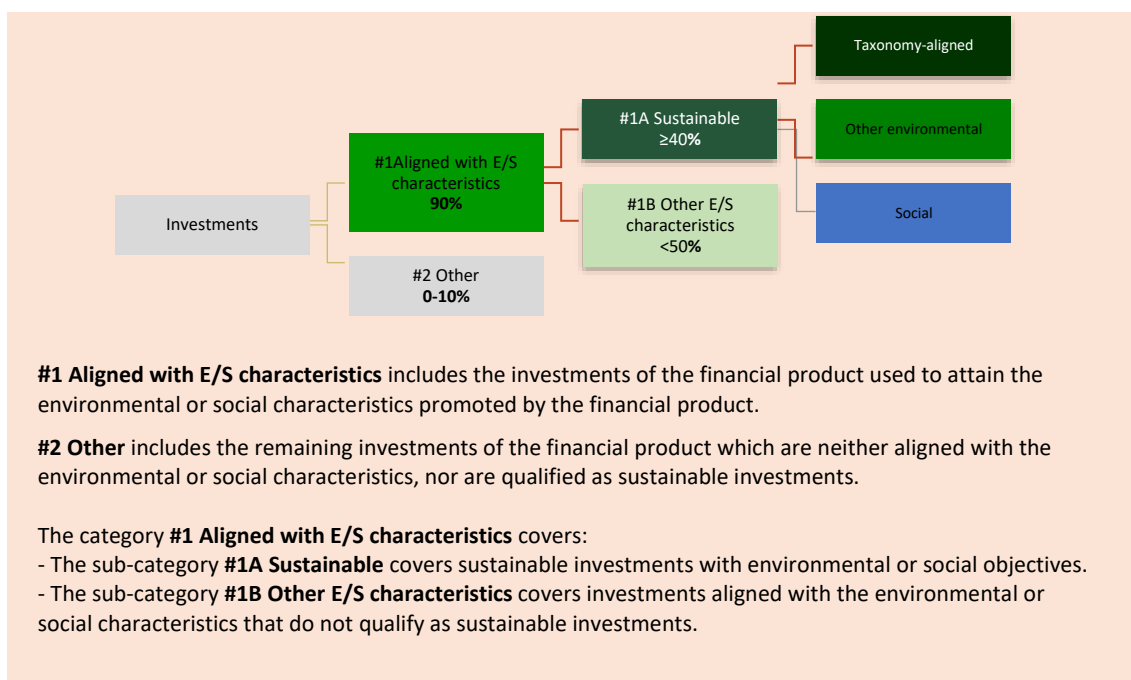 Taxonomy-aligned
#1A Sustainable
≥40%
Other environmental
#1Aligned with E/S
characteristics
90%
#1B Other E/S
characteristics
<50%
Social
Investments
#2 Other
0-10%
#1 Aligned with E/S characteristics includes the investments of the financial product used to attain the
environmental or social characteristics promoted by the financial product.
#2 Other includes the remaining investments of the financial product which are neither aligned with the
environmental or social characteristics, nor are qualified as sustainable investments.
The category #1 Aligned with E/S characteristics covers:
- The sub-category #1A Sustainable covers sustainable investments with environmental or social objectives.
- The sub-category #1B Other E/S characteristics covers investments aligned with the environmental or
social characteristics that do not qualify as sustainable investments.